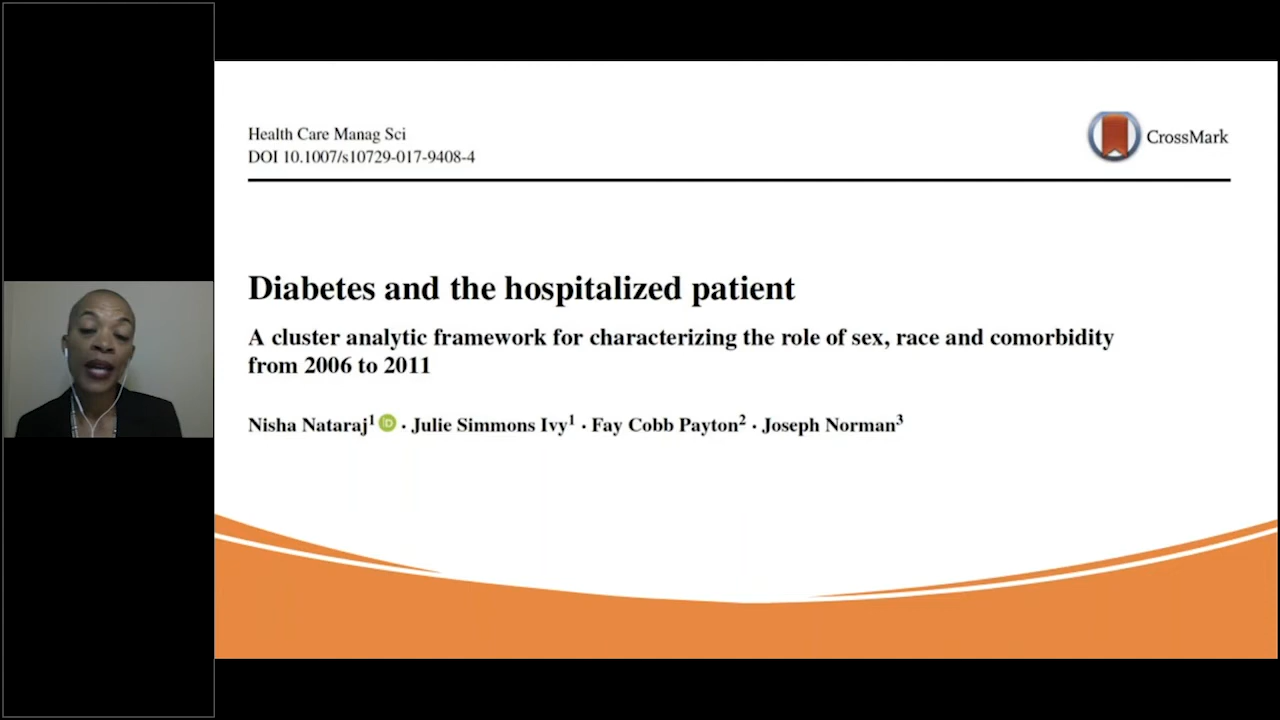 Health Care Manag Sci
DOI 10.1007/s10729-017-9408-4
CrossMark
Diabetes and the hospitalized patient
A cluster analytic framework for characterizing the role of sex, race and comorbidity
from 2006 to 2011
Nisha Nataraj1 iD · Julie Simmons Ivy1 · Fay Cobb Payton2 · Joseph Norman3